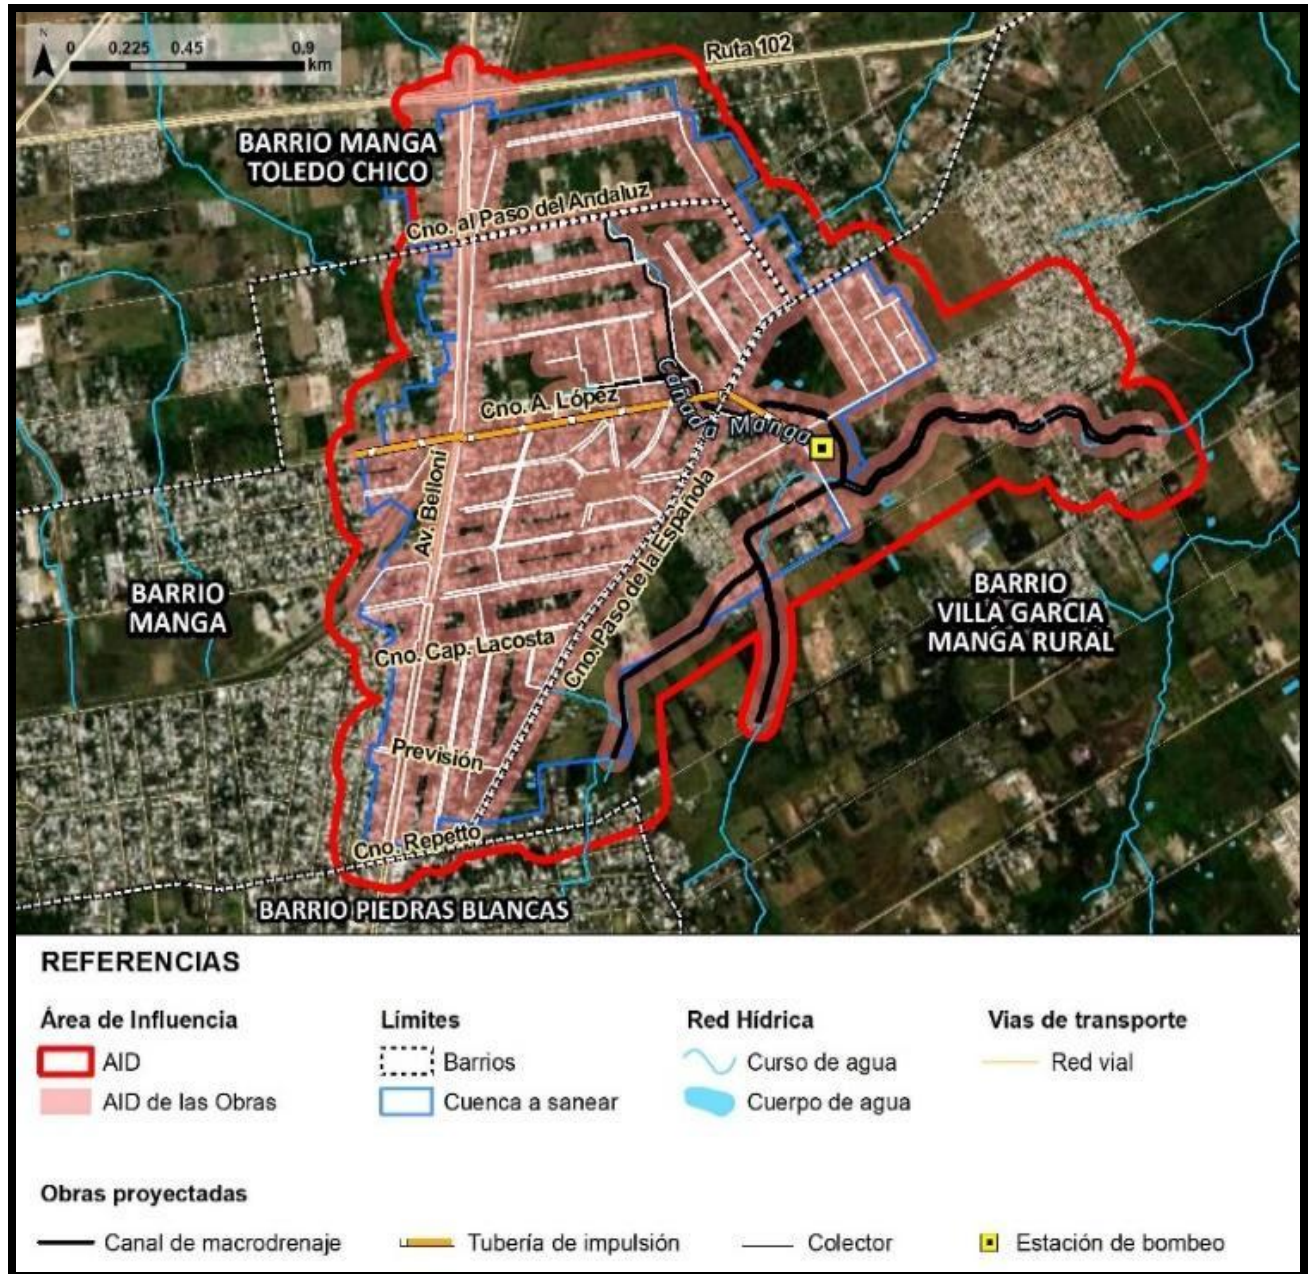 N
0 0.225 0.45 0.9
km
Ruta 102
BARRIO MANGA
TOLEDO CHICO
Cno. al Paso del Andaluz
Cno. A. López
Cañada Manga
Av. Belloni
Cno. Paso de la Española
BARRIO
MANGA
BARRIO
VILLA GARCIA
MANGA RURAL
Cno. Cap. Lacosta
Previsión
Cno. Repetto
BARRIO PIEDRAS BLANCAS
REFERENCIAS
Área de Influencia
AID
AID de las Obras
Límites
Barrios
Cuenca a sanear
Red Hídrica
Curso de agua
Cuerpo de agua
Vias de transporte
Red vial
Obras proyectadas
Canal de macrodrenaje
Tubería de impulsión
Colector
Estación de bombeo